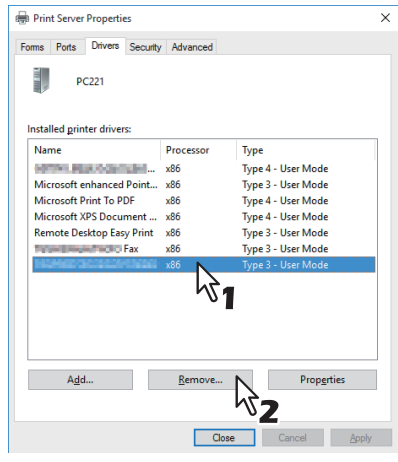 Print Server Properties
Forms Ports Drivers Security Advanced
PC221
Installed printer drivers:
Name Processor Type
... x86 Type 4 - User Mode
Microsoft enhanced Point... x86 Type 3 - User Mode
Microsoft Print To PDF x86 Type 4 - User Mode
Microsoft XPS Document ... x86 Type 4 - User Mode
Remote Desktop Easy Print x86 Type 3 - User Mode
Fax x86 Type 3 - User Mode
x86 Type 3 - User Mode
1
Add... Remove... Properties
2
Close Cancel Apply